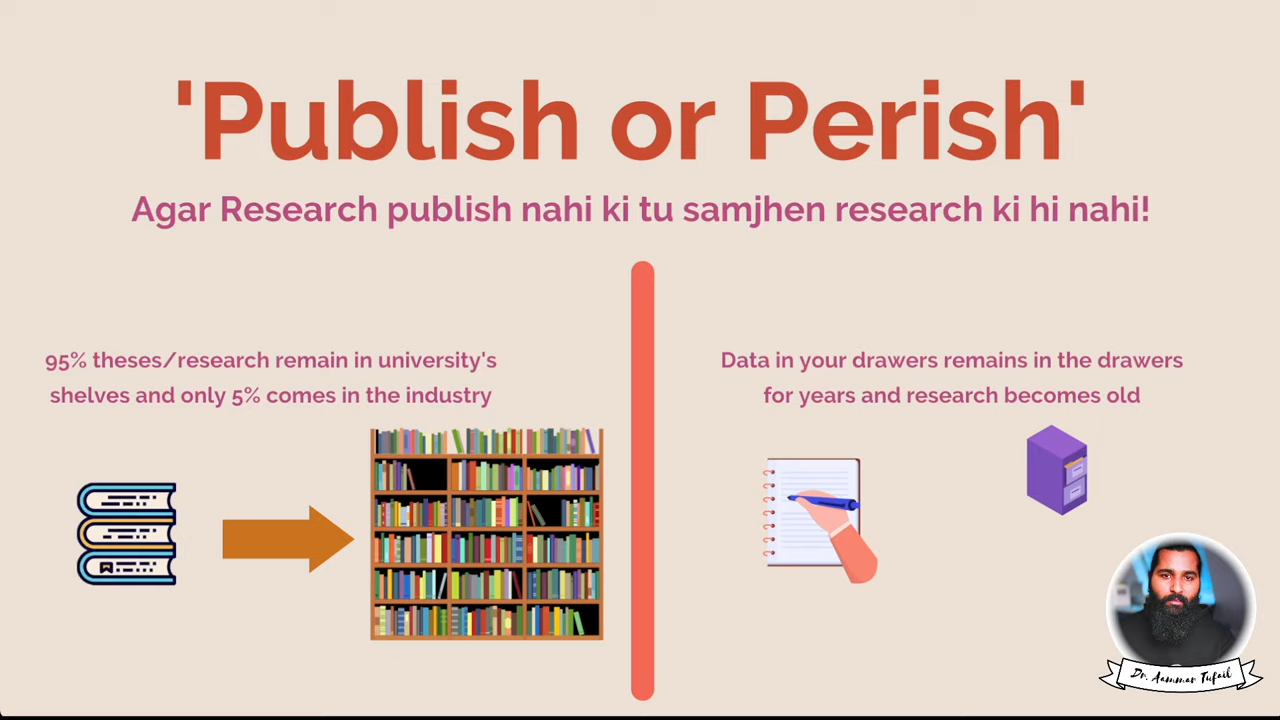 'Publish or Perish'
Agar Research publish nahi ki tu samjhen research ki hi nahi!
95% theses/research remain in university's
shelves and only 5% comes in the industry
Data in your drawers remains in the drawers
for years and research becomes old
Dr. Aammar Tufail